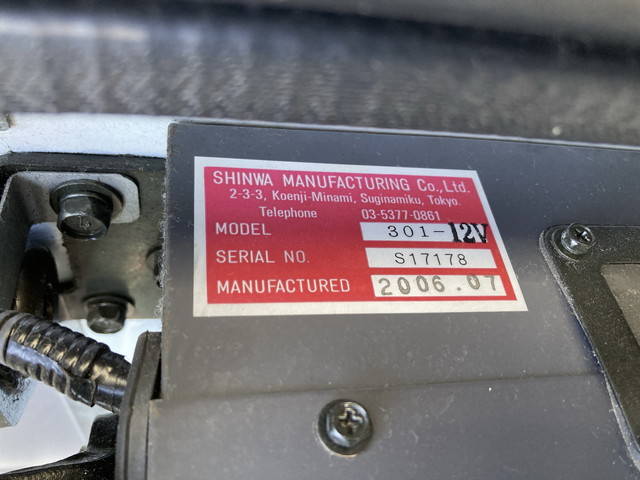 SHINWA MANUFACTURING Co.,Ltd.
2-3-3, Koenji-Minami, Suginamiku, Tokyo.
Telephone 03-5377-0861
MODEL 301-12V
SERIAL NO. S17178
MANUFACTURED 2006.07